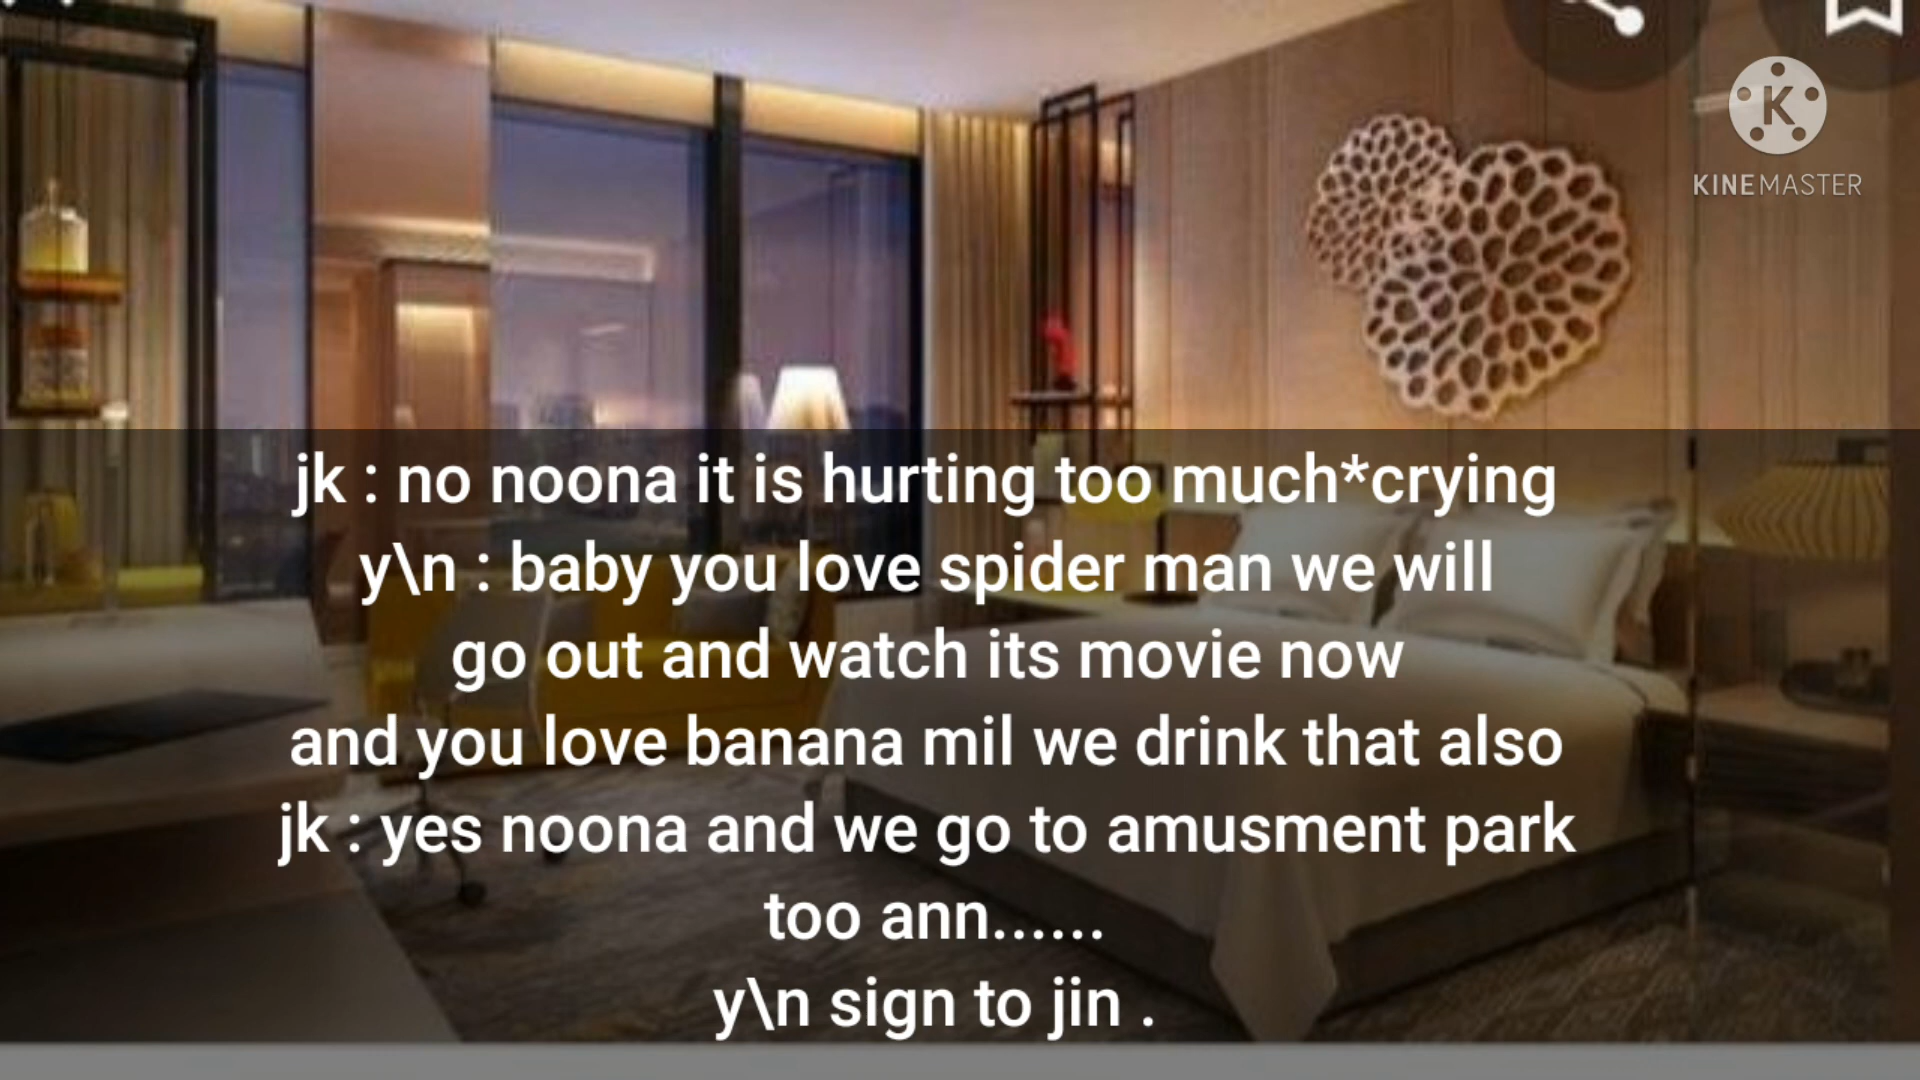 KINEMASTER
jk : no noona it is hurting too much*crying
y\n : baby you love spider man we will
go out and watch its movie now
and you love banana mil we drink that also
jk : yes noona and we go to amusment park
too ann......
y\n sign to jin .